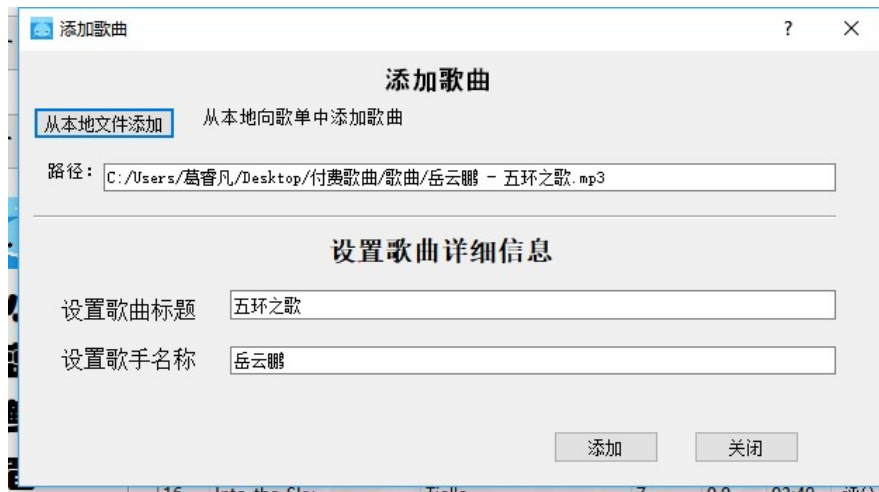 添加歌曲
?
添加歌曲
从本地文件添加
从本地向歌单中添加歌曲
路径:
C:/Users/葛睿凡/Desktop/付费歌曲/歌曲/岳云鹏 - 五环之歌.mp3
设置歌曲详细信息
设置歌曲标题
五环之歌
设置歌手名称
岳云鹏
添加
关闭